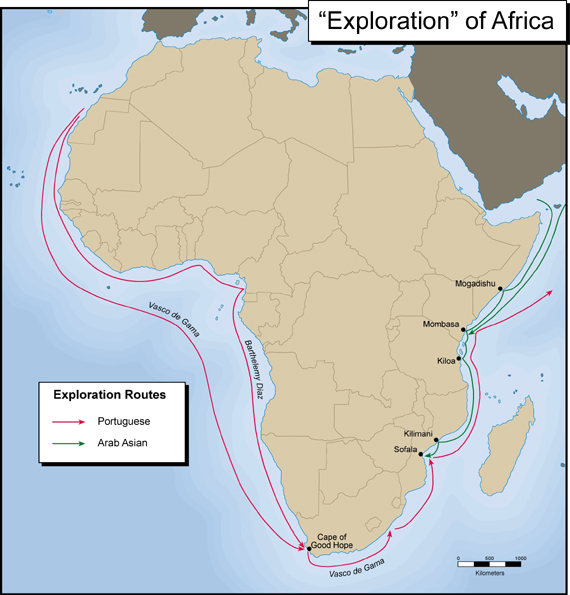 “Exploration” of Africa
Mogadishu
Mombasa
Kiloa
Vasco de Gama
Barthelemy Diaz
Exploration Routes
Portuguese
Arab Asian
Kilimani
Sofala
Cape of
Good Hope
Vasco de Gama
0 500 1000
Kilometers